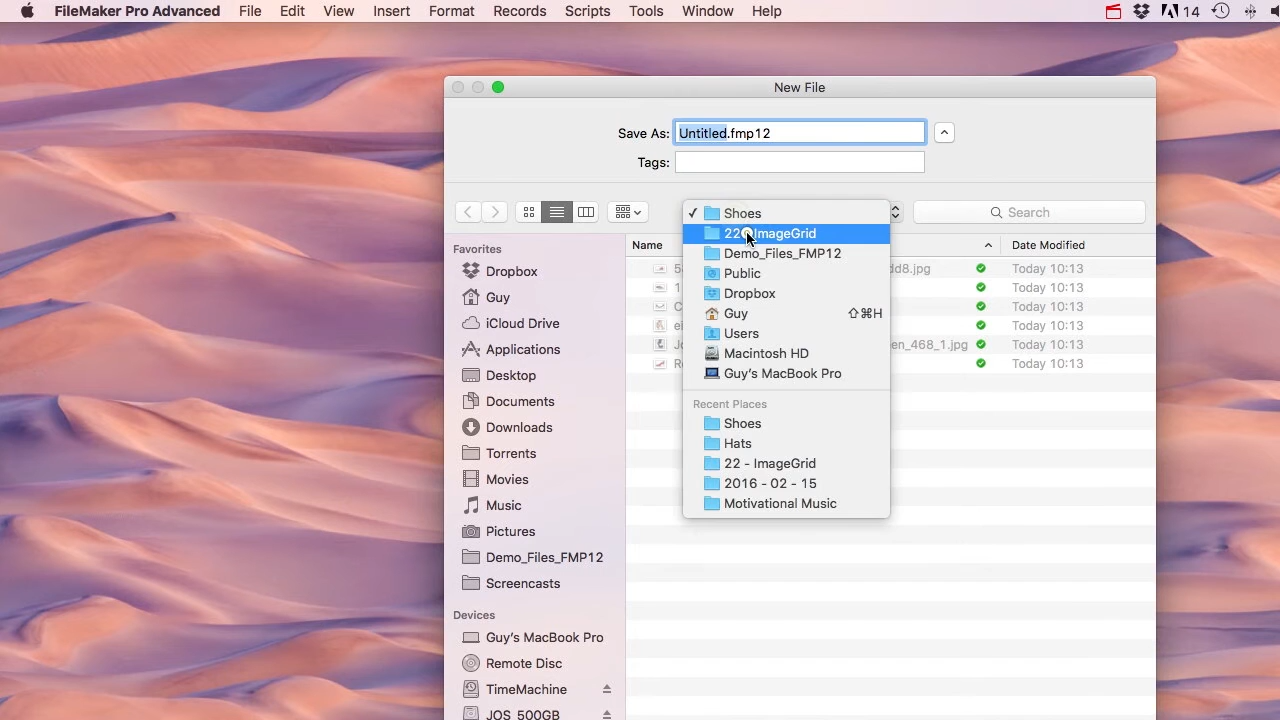 FileMaker Pro Advanced File Edit View Insert Format Records Scripts Tools Window Help 14
New File
Save As: Untitled.fmp12
Tags:
Search
Favorites
Dropbox
Guy
iCloud Drive
Applications
Desktop
Documents
Downloads
Torrents
Movies
Music
Pictures
Demo_Files_FMP12
Screencasts
Devices
Guy's MacBook Pro
Remote Disc
TimeMachine
JOS_500GB
Shoes
ImageGrid
Demo_Files_FMP12
Public
Dropbox
Guy ⇧⌘H
Users
Macintosh HD
Guy's MacBook Pro
Recent Places
Shoes
Hats
22 - ImageGrid
2016 - 02 - 15
Motivational Music
Name Date Modified
dd8.jpg Today 10:13
Today 10:13
Today 10:13
Today 10:13
en_468_1.jpg Today 10:13
Today 10:13